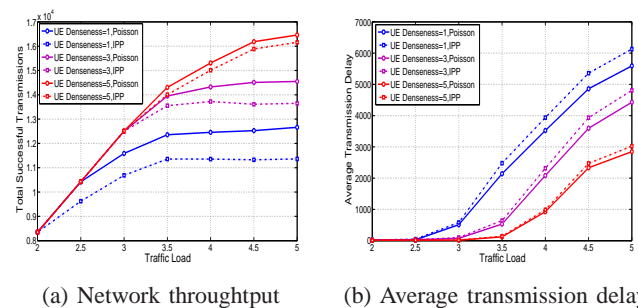 x 10^4
1.7
1.6
1.5
1.4
1.3
1.2
1.1
1
0.9
0.8
2 2.5 3 3.5 4 4.5 5
Total Successful Transmissions
Traffic Load
UE Denseness=1,Poisson
UE Denseness=1,IPP
UE Denseness=3,Poisson
UE Denseness=3,IPP
UE Denseness=5,Poisson
UE Denseness=5,IPP
(a) Network throughtput
7000
6000
5000
4000
3000
2000
1000
0
2 2.5 3 3.5 4 4.5 5
Average Transmission Delay
Traffic Load
UE Denseness=1,Poisson
UE Denseness=1,IPP
UE Denseness=3,Poisson
UE Denseness=3,IPP
UE Denseness=5,Poisson
UE Denseness=5,IPP
(b) Average transmission delay